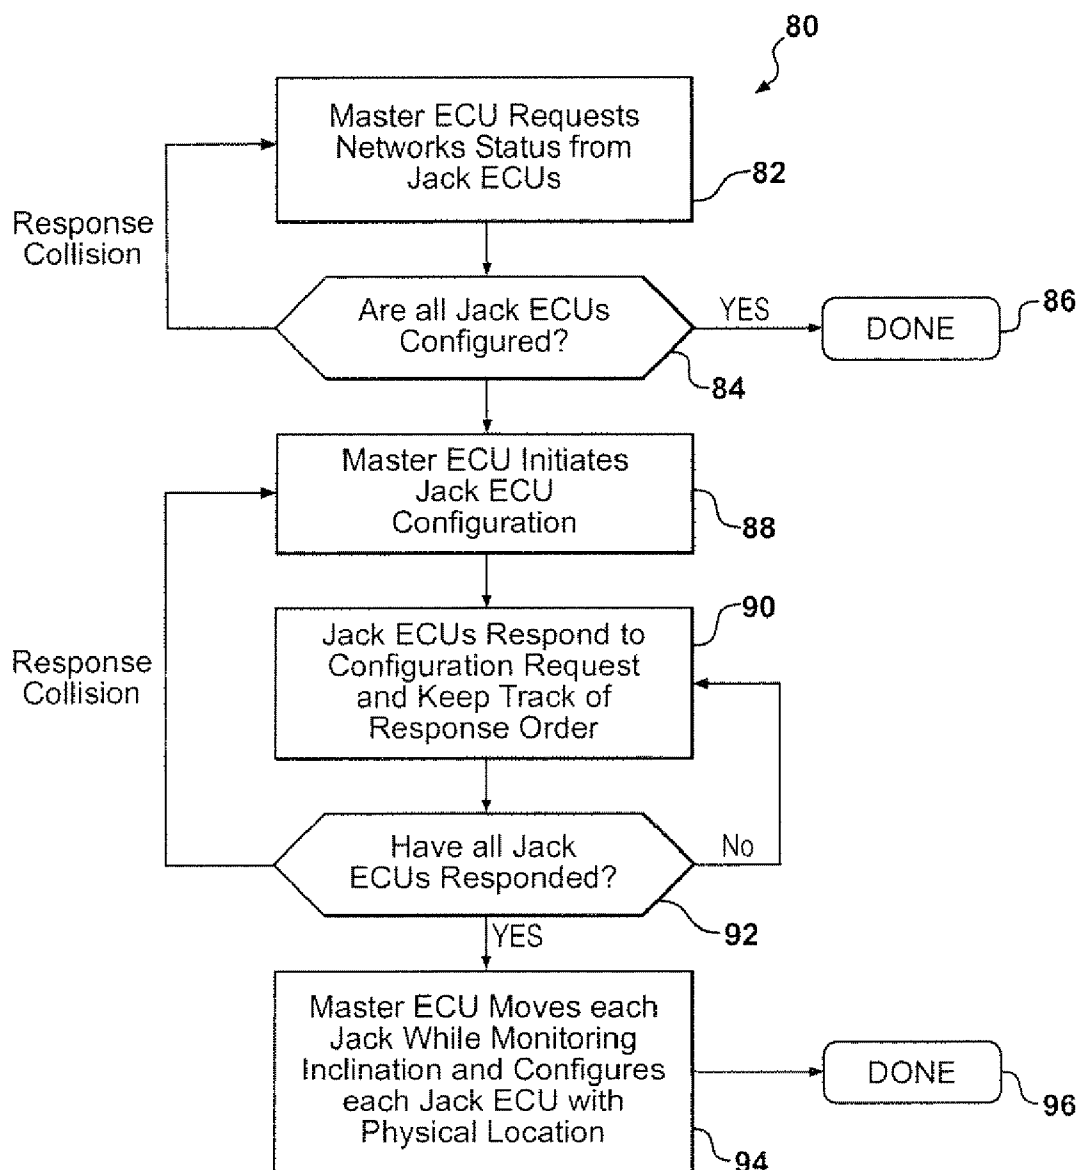 80
Master ECU Requests
Networks Status from
Jack ECUs
82
Response
Collision
Are all Jack ECUs
Configured?
YES
DONE
86
84
Master ECU Initiates
Jack ECU
Configuration
88
90
Jack ECUs Respond to
Configuration Request
and Keep Track of
Response Order
Response
Collision
Have all Jack
ECUs Responded?
No
92
YES
Master ECU Moves each
Jack While Monitoring
Inclination and Configures
each Jack ECU with
Physical Location
DONE
96
94